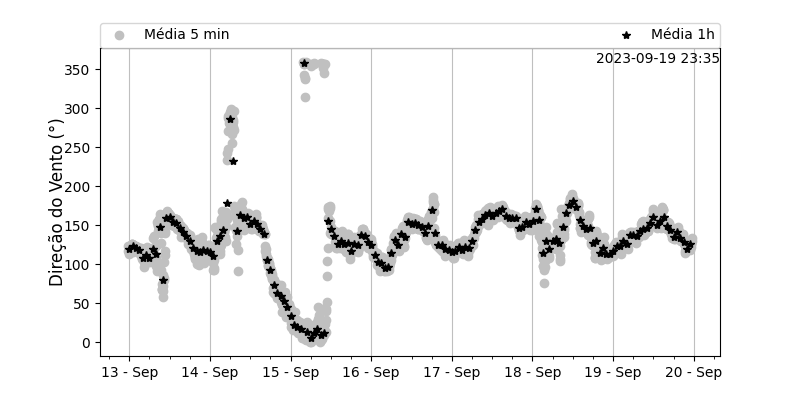 Média 5 min
Média 1h
2023-09-19 23:35
Direção do Vento (°)
350
300
250
200
150
100
50
0
13 - Sep
14 - Sep
15 - Sep
16 - Sep
17 - Sep
18 - Sep
19 - Sep
20 - Sep